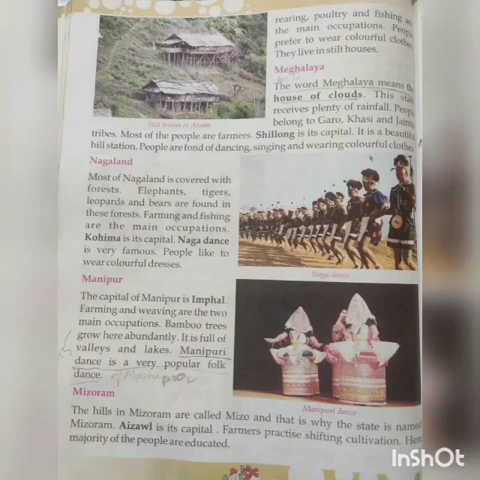 rearing, poultry and fishing are
the main occupations. People
prefer to wear colourful clothes.
They live in stilt houses.
Stilt house in Assam
Meghalaya
The word Meghalaya means the
house of clouds. This state
receives plenty of rainfall. People
belong to Garo, Khasi and Jaintia
tribes. Most of the people are farmers. Shillong is its capital. It is a beautiful
hill station. People are fond of dancing, singing and wearing colourful clothes.
Nagaland
Most of Nagaland is covered with
forests. Elephants, tigers,
leopards and bears are found in
these forests. Farming and fishing
are the main occupations.
Kohima is its capital. Naga dance
is very famous. People like to
wear colourful dresses.
Naga dance
Manipur
The capital of Manipur is Imphal.
Farming and weaving are the two
main occupations. Bamboo trees
grow here abundantly. It is full of
valleys and lakes. Manipuri
dance is a very popular folk
dance.
Manipuri dance
Mizoram
The hills in Mizoram are called Mizo and that is why the state is named
Mizoram. Aizawl is its capital . Farmers practise shifting cultivation. Here
majority of the people are educated.
InShOt